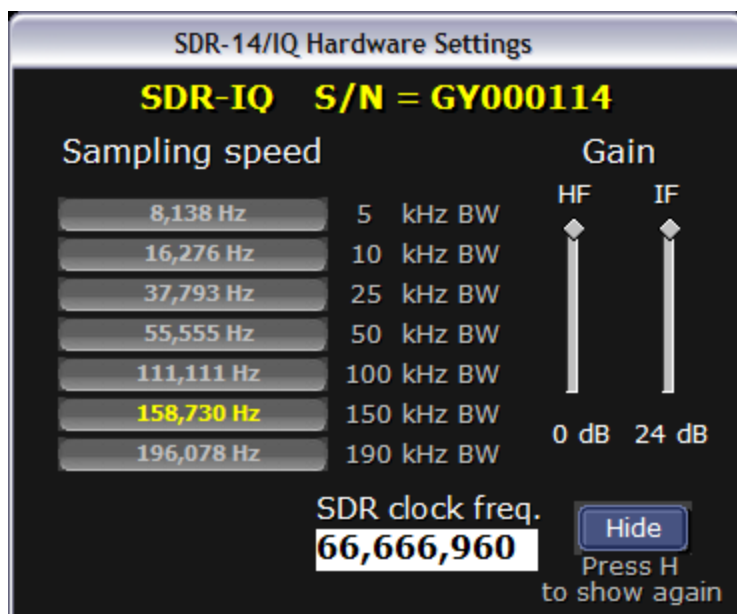 SDR-14/IQ Hardware Settings
SDR-IQ S/N = GY000114
Sampling speed Gain
HF IF
8,138 Hz 5 kHz BW
16,276 Hz 10 kHz BW
37,793 Hz 25 kHz BW
55,555 Hz 50 kHz BW
111,111 Hz 100 kHz BW
158,730 Hz 150 kHz BW
0 dB 24 dB
196,078 Hz 190 kHz BW
SDR clock freq.
66,666,960
Hide
Press H
to show again